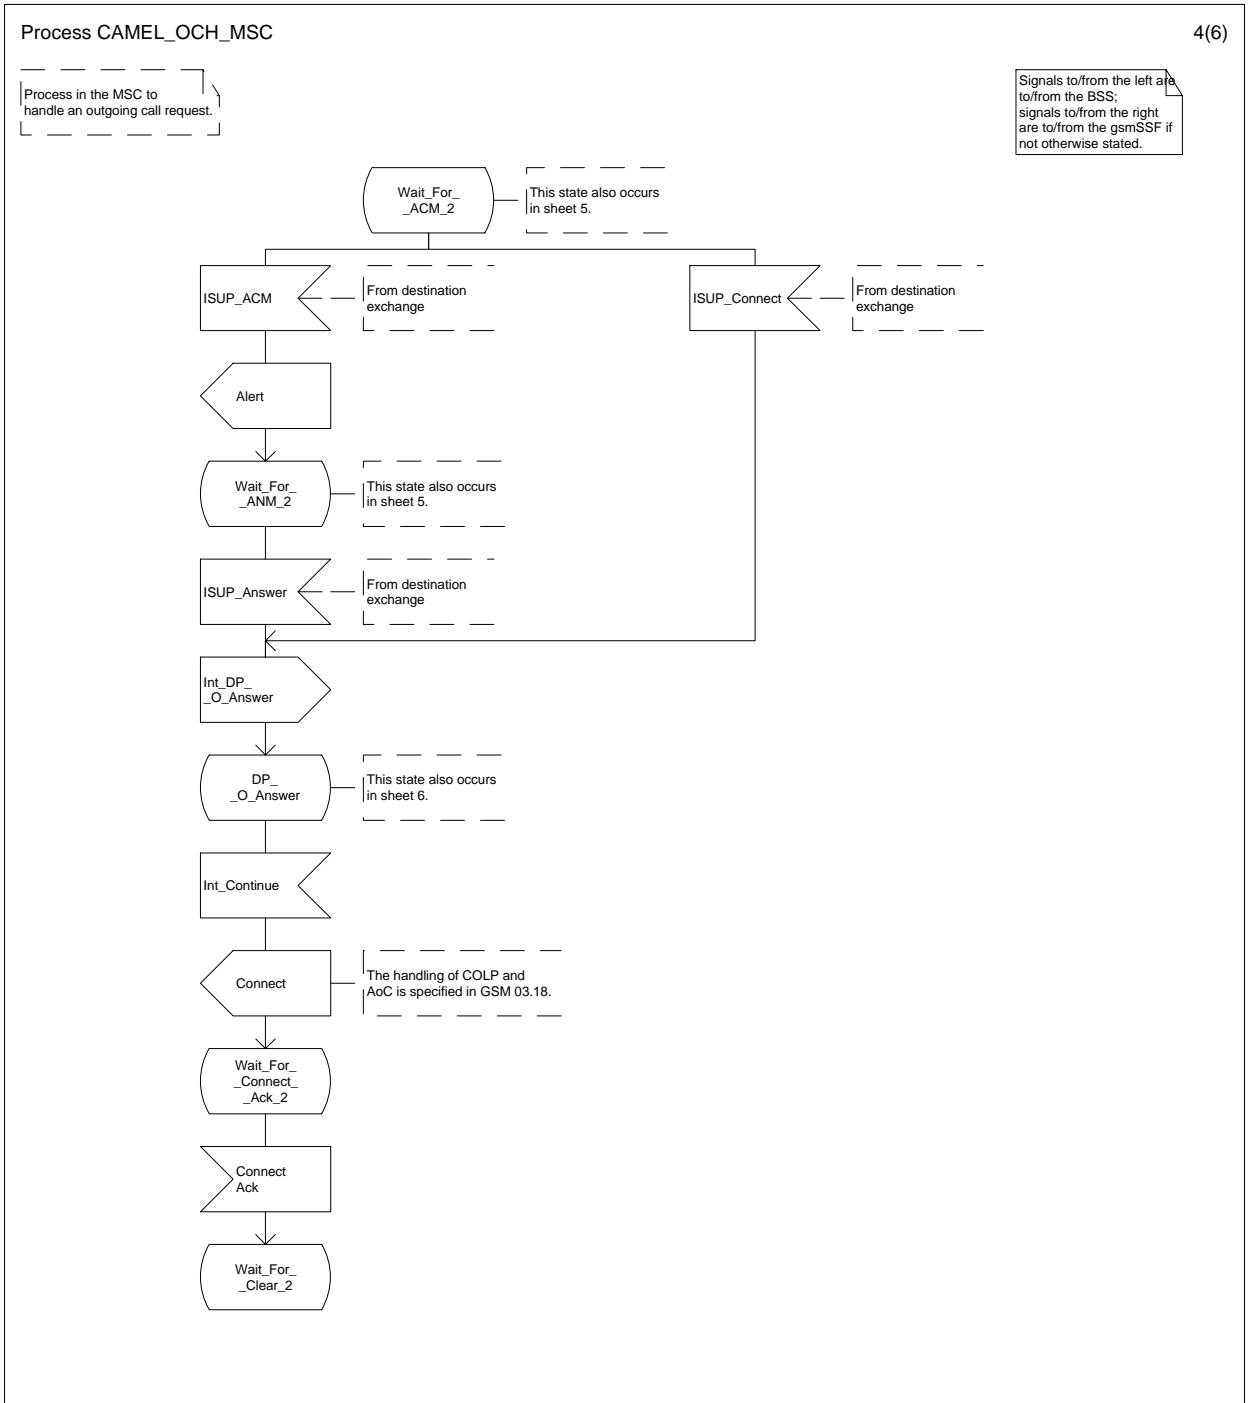 Process CAMEL_OCH_MSC
4(6)
Process in the MSC to
handle an outgoing call request.
Signals to/from the left are
to/from the BSS;
signals to/from the right
are to/from the gsmSSF if
not otherwise stated.
Wait_For_
_ACM_2
This state also occurs
in sheet 5.
ISUP_ACM
From destination
exchange
ISUP_Connect
From destination
exchange
Alert
Wait_For_
_ANM_2
This state also occurs
in sheet 5.
ISUP_Answer
From destination
exchange
Int_DP_
_O_Answer
DP_
_O_Answer
This state also occurs
in sheet 6.
Int_Continue
Connect
The handling of COLP and
AoC is specified in GSM 03.18.
Wait_For_
_Connect_
_Ack_2
Connect
Ack
Wait_For_
_Clear_2